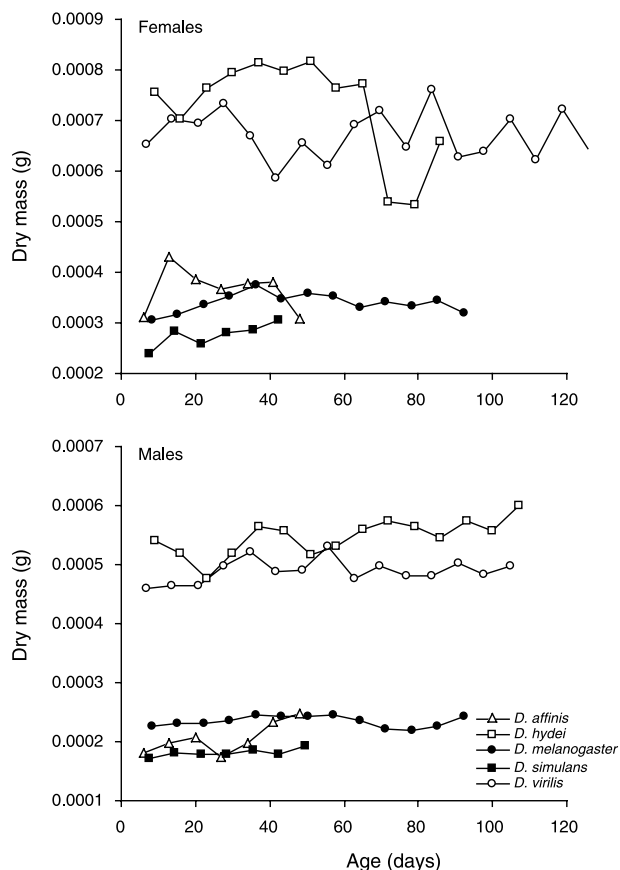 Females
Dry mass (g)
0.0009
0.0008
0.0007
0.0006
0.0005
0.0004
0.0003
0.0002
0 20 40 60 80 100 120
Males
Dry mass (g)
0.0007
0.0006
0.0005
0.0004
0.0003
0.0002
0.0001
D. affinis
D. hydei
D. melanogaster
D. simulans
D. virilis
0 20 40 60 80 100 120
Age (days)